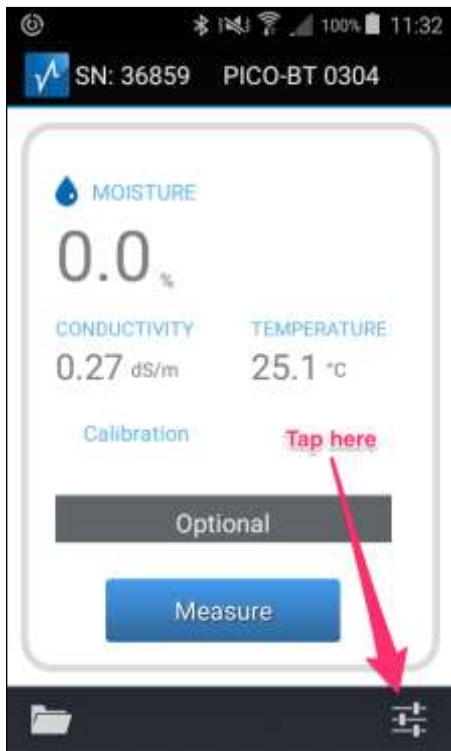 100% 11:32
SN: 36859 PICO-BT 0304
MOISTURE
0.0 %
CONDUCTIVITY TEMPERATURE
0.27 dS/m 25.1 °C
Calibration Tap here
Optional
Measure